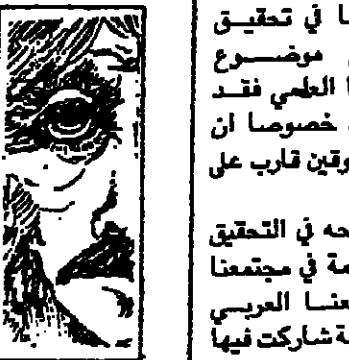 ا في تحقيق
موضوع
ا العلمي فقد
خصوصا ان
وقين قارب على
حه في التحقيق
مة في مجتمعنا
عنا العربي
ة شاركت فيها